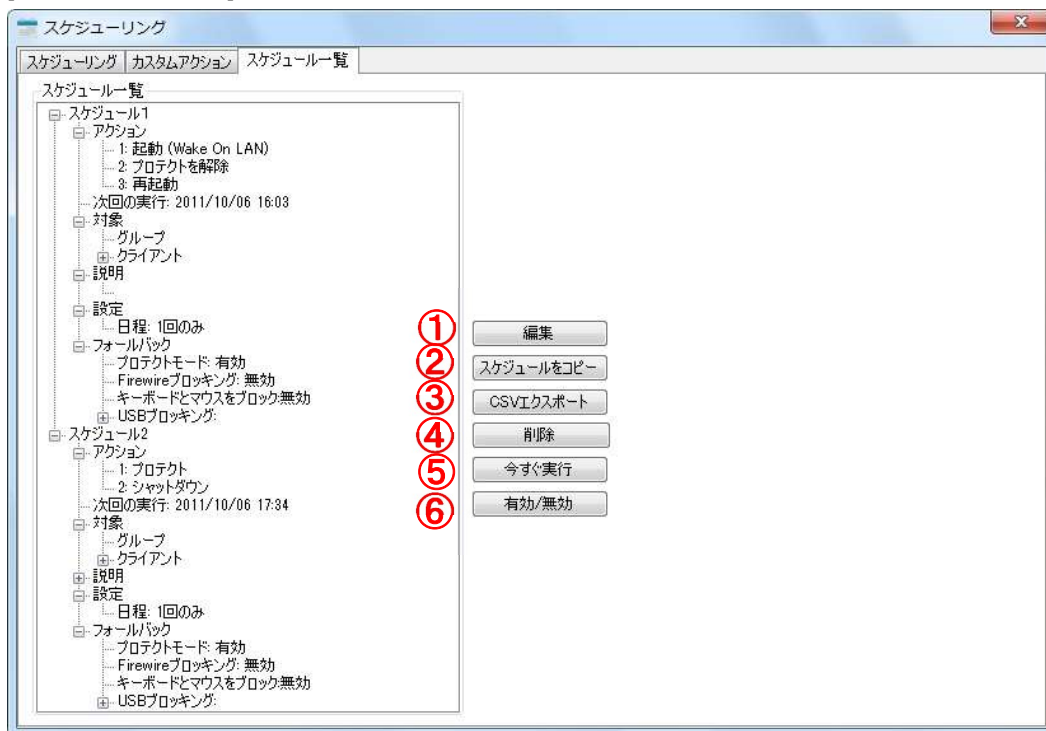 スケジューリング
スケジューリング カスタムアクション スケジュール一覧
スケジュール一覧
スケジュール1
アクション
1: 起動 (Wake On LAN)
2: プロテクトを解除
3: 再起動
次回の実行: 2011/10/06 16:03
対象
グループ
クライアント
説明
設定
日程: 1回のみ
フォールバック
プロテクトモード: 有効
Firewireブロッキング: 無効
キーボードとマウスをブロック:無効
USBブロッキング:
スケジュール2
アクション
1: プロテクト
2: シャットダウン
次回の実行: 2011/10/06 17:34
対象
グループ
クライアント
説明
設定
日程: 1回のみ
フォールバック
プロテクトモード: 有効
Firewireブロッキング: 無効
キーボードとマウスをブロック:無効
USBブロッキング:
① 編集
② スケジュールをコピー
③ CSVエクスポート
④ 削除
⑤ 今すぐ実行
⑥ 有効/無効